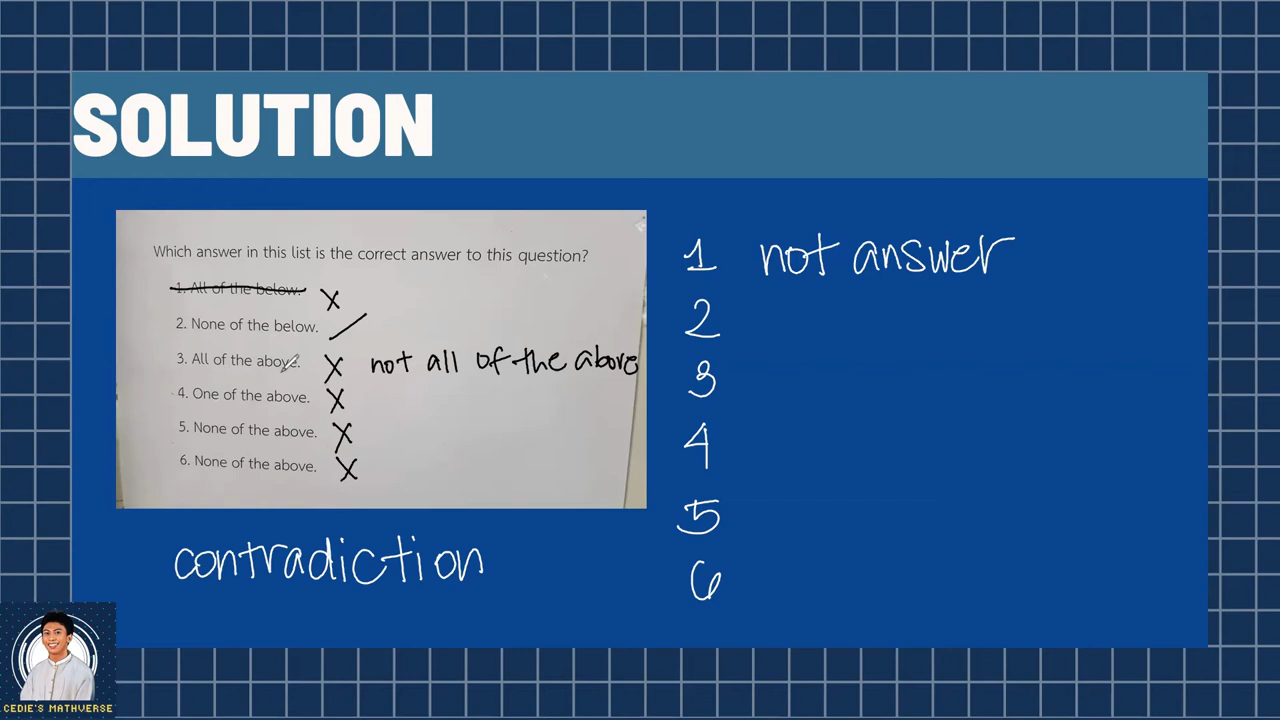 SOLUTION
Which answer in this list is the correct answer to this question?
1. All of the below. X
2. None of the below. /
3. All of the above. X not all of the above
4. One of the above. X
5. None of the above. X
6. None of the above. X
contradiction
1 not answer
2
3
4
5
6
CEDIE'S MATHVERSE